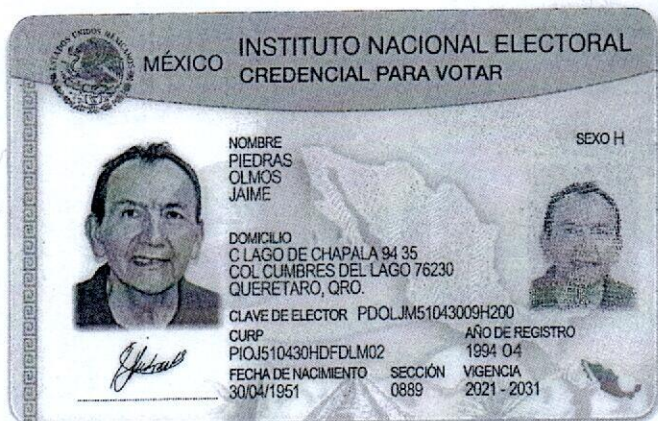 MÉXICO INSTITUTO NACIONAL ELECTORAL
CREDENCIAL PARA VOTAR
NOMBRE SEXO H
PIEDRAS
OLMOS
JAIME
DOMICILIO
C LAGO DE CHAPALA 94 35
COL CUMBRES DEL LAGO 76230
QUERETARO, QRO.
CLAVE DE ELECTOR PDOLJM51043009H200
CURP AÑO DE REGISTRO
PIOJ510430HDFDLM02 1994 04
FECHA DE NACIMIENTO SECCIÓN VIGENCIA
30/04/1951 0889 2021 - 2031